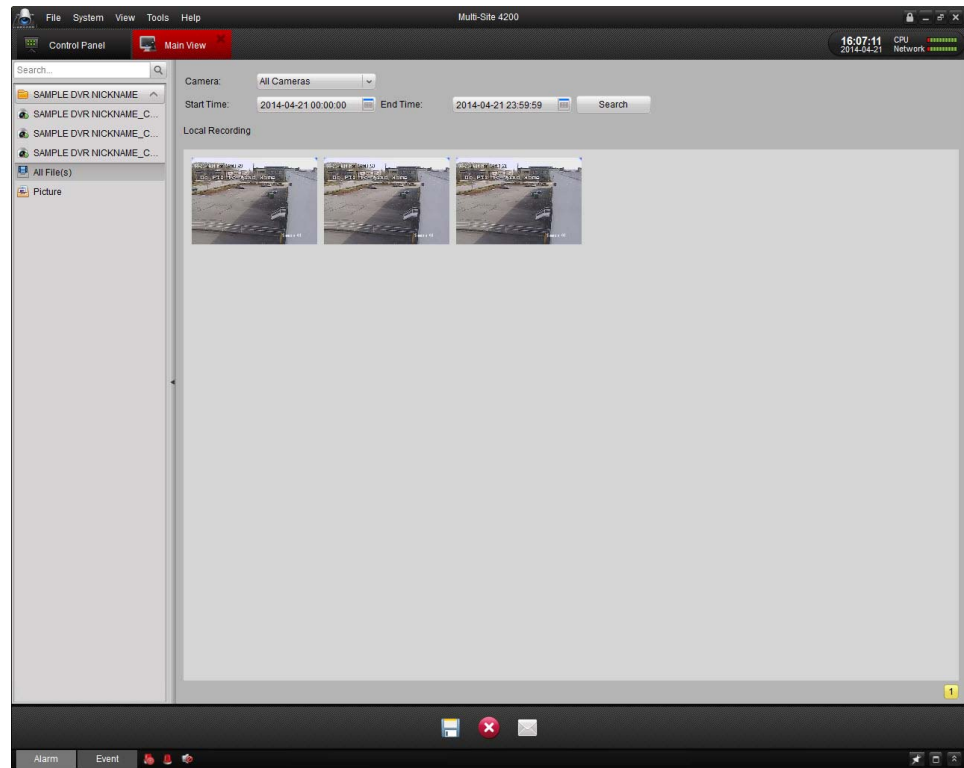 File System View Tools Help
Multi-Site 4200
Control Panel
Main View
16:07:11
2014-04-21
CPU
Network
Search...
SAMPLE DVR NICKNAME
SAMPLE DVR NICKNAME_C...
SAMPLE DVR NICKNAME_C...
SAMPLE DVR NICKNAME_C...
All File(s)
Picture
Camera: All Cameras
Start Time: 2014-04-21 00:00:00 End Time: 2014-04-21 23:59:59 Search
Local Recording
1
Alarm Event